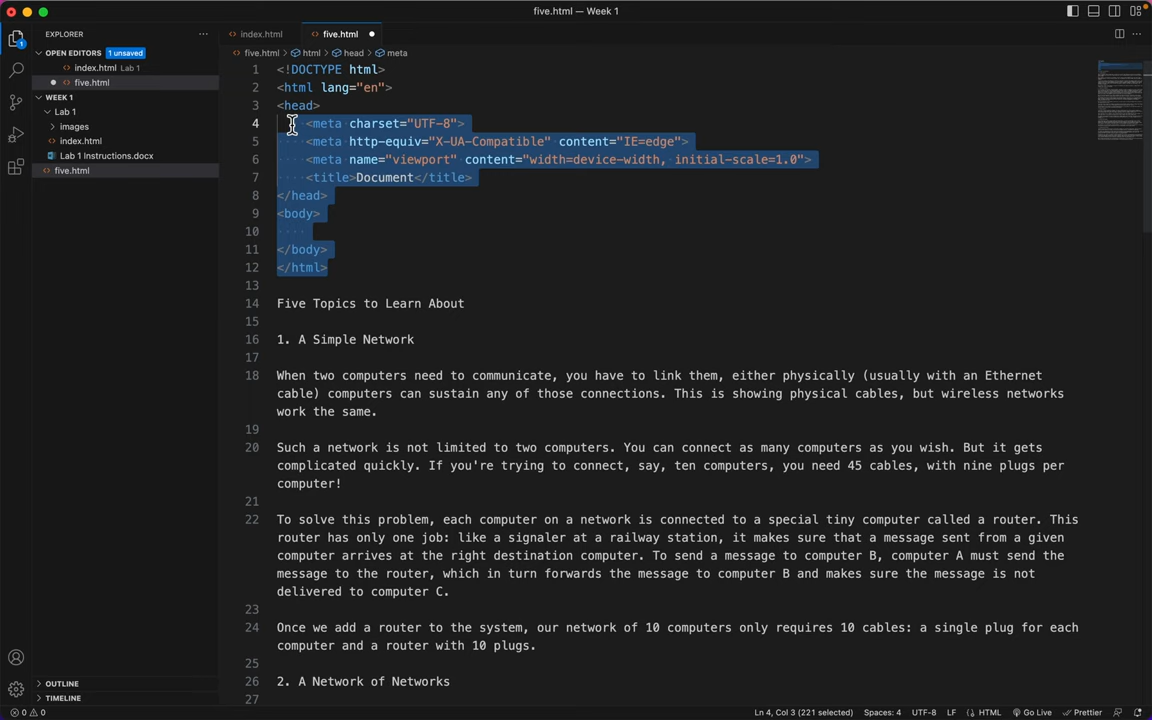 five.html — Week 1
EXPLORER
OPEN EDITORS 1 unsaved
index.html Lab 1
five.html
WEEK 1
Lab 1
images
index.html
Lab 1 Instructions.docx
five.html
OUTLINE
TIMELINE
1
index.html
five.html
five.html > html > head > meta
1 <!DOCTYPE html>
2 <html lang="en">
3 <head>
4 <meta charset="UTF-8">
5 <meta http-equiv="X-UA-Compatible" content="IE=edge">
6 <meta name="viewport" content="width=device-width, initial-scale=1.0">
7 <title>Document</title>
8 </head>
9 <body>
10
11 </body>
12 </html>
13
14 Five Topics to Learn About
15
16 1. A Simple Network
17
18 When two computers need to communicate, you have to link them, either physically (usually with an Ethernet
cable) computers can sustain any of those connections. This is showing physical cables, but wireless networks
work the same.
19
20 Such a network is not limited to two computers. You can connect as many computers as you wish. But it gets
complicated quickly. If you're trying to connect, say, ten computers, you need 45 cables, with nine plugs per
computer!
21
22 To solve this problem, each computer on a network is connected to a special tiny computer called a router. This
router has only one job: like a signaler at a railway station, it makes sure that a message sent from a given
computer arrives at the right destination computer. To send a message to computer B, computer A must send the
message to the router, which in turn forwards the message to computer B and makes sure the message is not
delivered to computer C.
23
24 Once we add a router to the system, our network of 10 computers only requires 10 cables: a single plug for each
computer and a router with 10 plugs.
25
26 2. A Network of Networks
27
0 0 Ln 4, Col 3 (221 selected) Spaces: 4 UTF-8 LF HTML Go Live Prettier